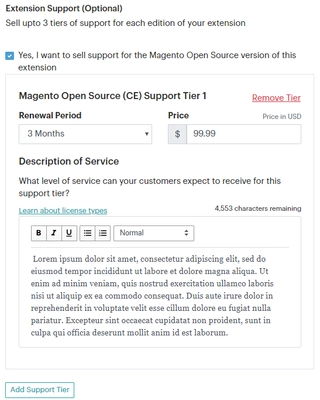 Extension Support (Optional)
Sell upto 3 tiers of support for each edition of your extension
Yes, I want to sell support for the Magento Open Source version of this
extension
Magento Open Source (CE) Support Tier 1
Remove Tier
Renewal Period
Price
Price in USD
3 Months
$ 99.99
Description of Service
What level of service can your customers expect to receive for this
support tier?
Learn about license types
4,553 characters remaining
B I U Normal
Lorem ipsum dolor sit amet, consectetur adipiscing elit, sed do
eiusmod tempor incididunt ut labore et dolore magna aliqua. Ut
enim ad minim veniam, quis nostrud exercitation ullamco laboris
nisi ut aliquip ex ea commodo consequat. Duis aute irure dolor in
reprehenderit in voluptate velit esse cillum dolore eu fugiat nulla
pariatur. Excepteur sint occaecat cupidatat non proident, sunt in
culpa qui officia deserunt mollit anim id est laborum.
Add Support Tier